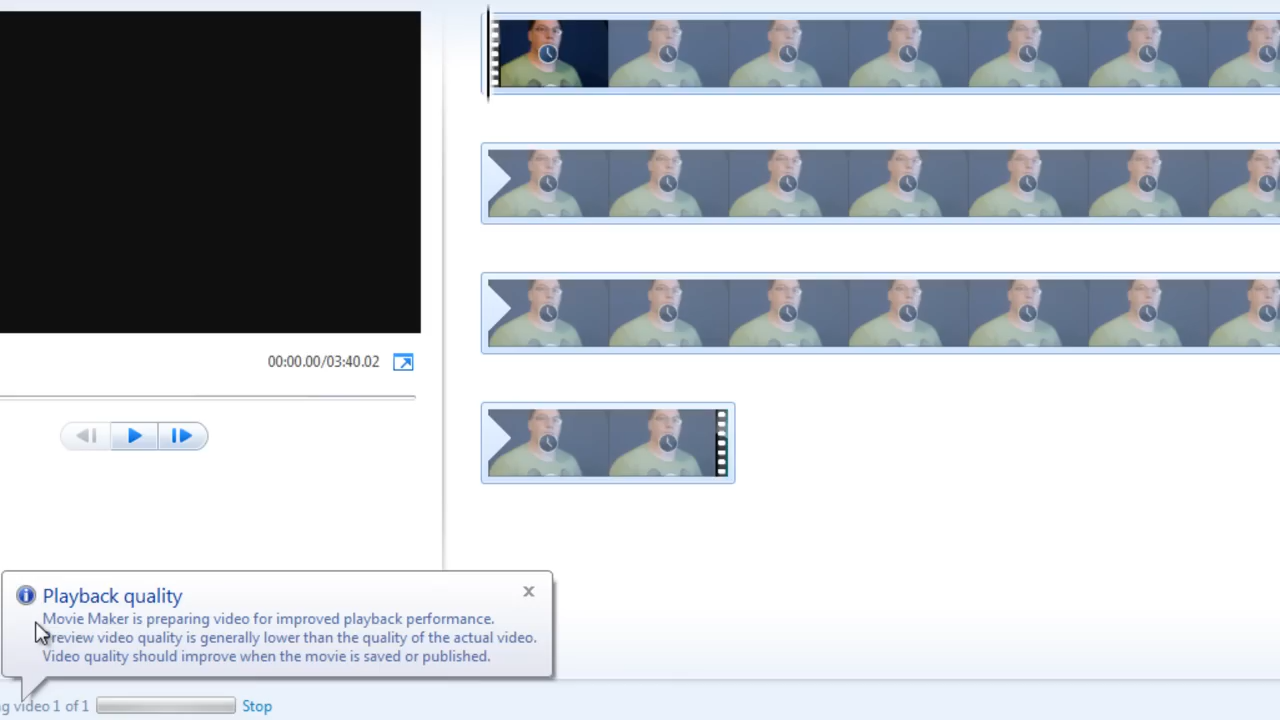 00:00.00/03:40.02
Playback quality
Movie Maker is preparing video for improved playback performance.
review video quality is generally lower than the quality of the actual video.
Video quality should improve when the movie is saved or published.
g video 1 of 1 Stop